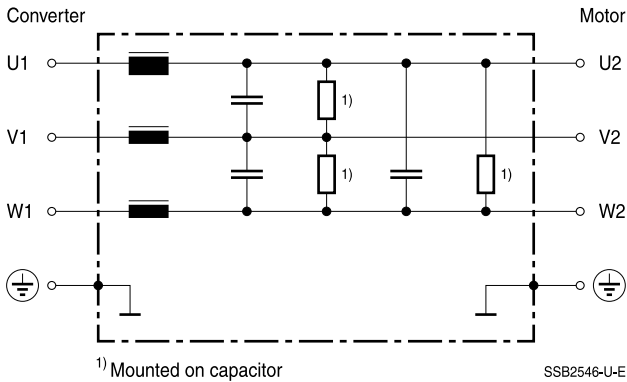 Converter Motor
U1 U2
1)
V1 V2
1) 1)
W1 W2
1) Mounted on capacitor
SSB2546-U-E